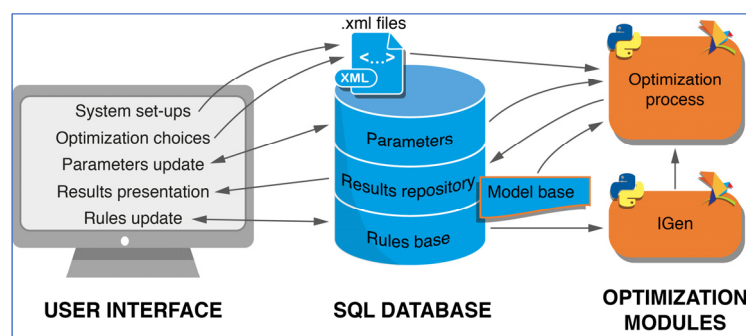 .xml files
<...>
XML
System set-ups
Optimization choices
Parameters update
Results presentation
Rules update
Parameters
Results repository
Rules base
Model base
Optimization
process
IGen
USER INTERFACE
SQL DATABASE
OPTIMIZATION
MODULES